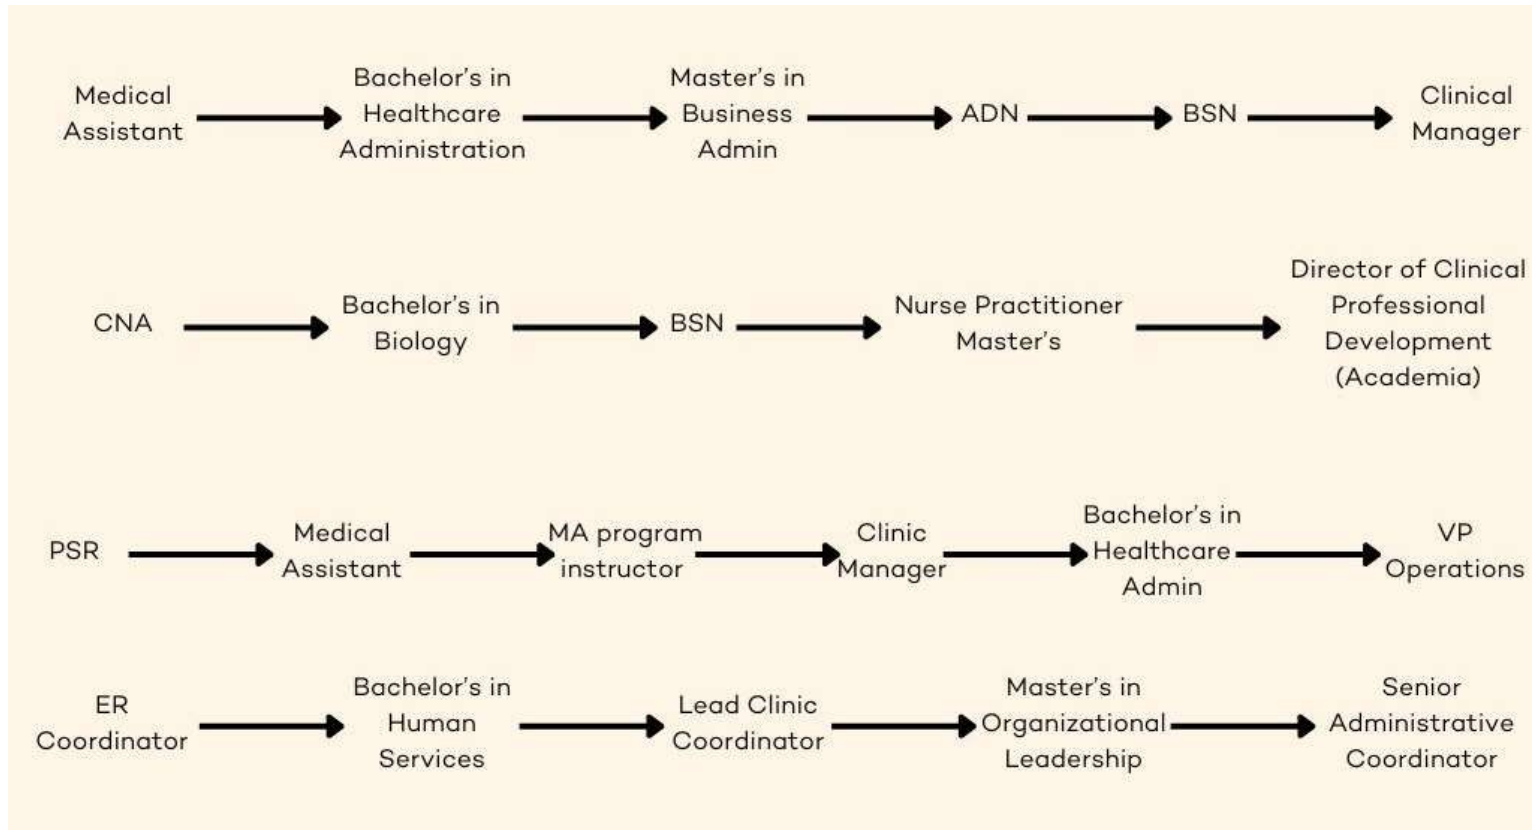 Medical
Assistant
Bachelor's in
Healthcare
Administration
Master's in
Business
Admin
ADN
BSN
Clinical
Manager
CNA
Bachelor's in
Biology
BSN
Nurse Practitioner
Master's
Director of Clinical
Professional
Development
(Academia)
PSR
Medical
Assistant
MA program
instructor
Clinic
Manager
Bachelor's in
Healthcare
Admin
VP
Operations
ER
Coordinator
Bachelor's in
Human
Services
Lead Clinic
Coordinator
Master's in
Organizational
Leadership
Senior
Administrative
Coordinator